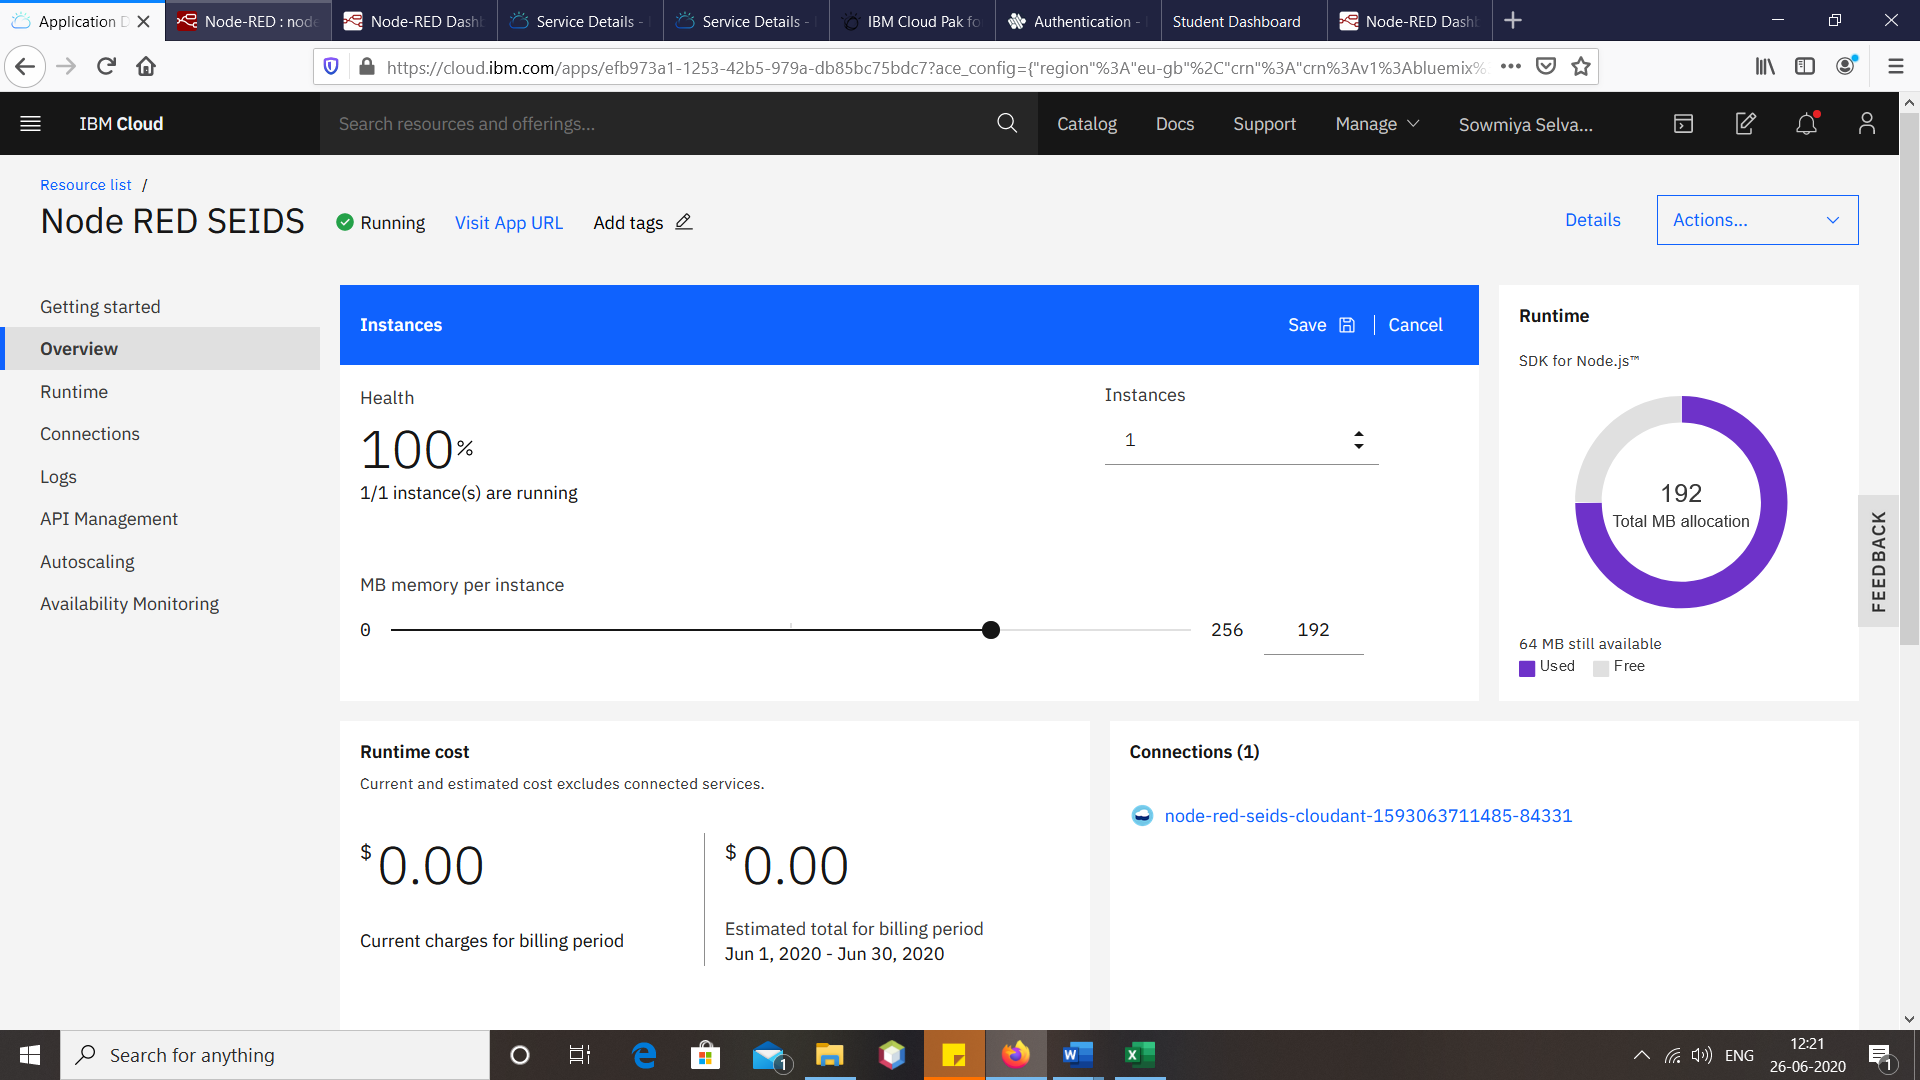 Application D
Node-RED : node
Node-RED Dashb
Service Details -
Service Details -
IBM Cloud Pak fo
Authentication -
Student Dashboard
Node-RED Dashb
https://cloud.ibm.com/apps/efb973a1-1253-42b5-979a-db85bc75bdc7?ace_config={"region"%3A"eu-gb"%2C"crn"%3A"crn%3Av1%3Abluemix%
IBM Cloud
Search resources and offerings...
Catalog
Docs
Support
Manage
Sowmiya Selva...
Resource list /
Node RED SEIDS
Running
Visit App URL
Add tags
Details
Actions...
Getting started
Overview
Runtime
Connections
Logs
API Management
Autoscaling
Availability Monitoring
Instances
Save
Cancel
Health
100%
1/1 instance(s) are running
Instances
1
MB memory per instance
0
256
192
Runtime
SDK for Node.js™
192
Total MB allocation
64 MB still available
Used
Free
FEEDBACK
Runtime cost
Current and estimated cost excludes connected services.
$0.00
Current charges for billing period
$0.00
Estimated total for billing period
Jun 1, 2020 - Jun 30, 2020
Connections (1)
node-red-seids-cloudant-1593063711485-84331
Search for anything
1
ENG
12:21
26-06-2020
1